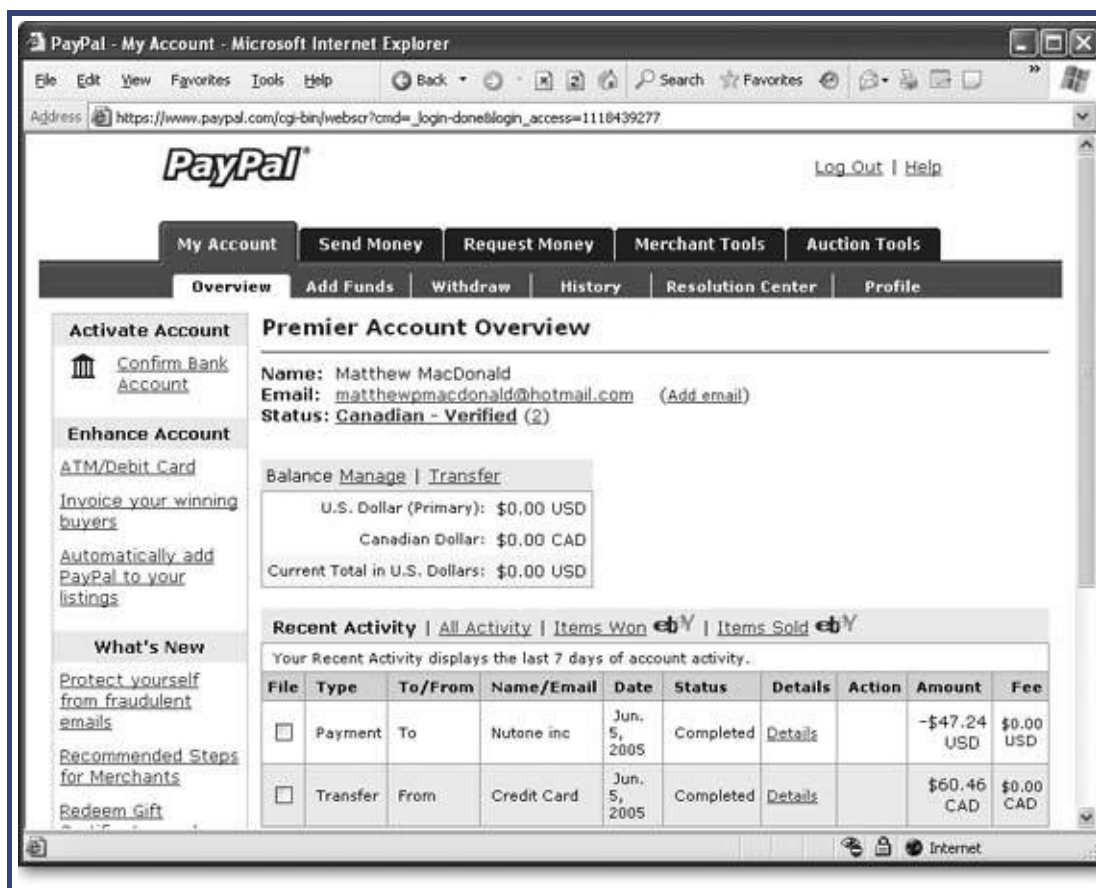 PayPal - My Account - Microsoft Internet Explorer
File Edit View Favorites Tools Help Back Search Favorites »
Address https://www.paypal.com/cgi-bin/webscr?cmd=_login-done&login_access=1118439277
PayPal
Log Out | Help
My Account Send Money Request Money Merchant Tools Auction Tools
Overview Add Funds Withdraw History Resolution Center Profile
Activate Account
Confirm Bank
Account
Enhance Account
ATM/Debit Card
Invoice your winning
buyers
Automatically add
PayPal to your
listings
What's New
Protect yourself
from fraudulent
emails
Recommended Steps
for Merchants
Redeem Gift
Premier Account Overview
Name: Matthew MacDonald
Email: matthewpmacdonald@hotmail.com (Add email)
Status: Canadian - Verified (2)
Balance Manage | Transfer
U.S. Dollar (Primary): $0.00 USD
Canadian Dollar: $0.00 CAD
Current Total in U.S. Dollars: $0.00 USD
Recent Activity | All Activity | Items Won ebY | Items Sold ebY
Your Recent Activity displays the last 7 days of account activity.
File Type To/From Name/Email Date Status Details Action Amount Fee
Payment To Nutone inc Jun. 5, 2005 Completed Details -$47.24 USD $0.00 USD
Transfer From Credit Card Jun. 5, 2005 Completed Details $60.46 CAD $0.00 CAD
Internet